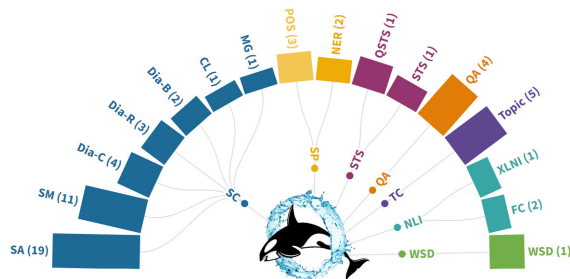 SA (19)
SM (11)
Dia-C (4)
Dia-R (3)
Dia-B (2)
CL (1)
MG (1)
POS (3)
NER (2)
QSTS (1)
STS (1)
QA (4)
Topic (5)
XLNI (1)
FC (2)
WSD (1)
SC
SP
STS
QA
TC
NLI
WSD